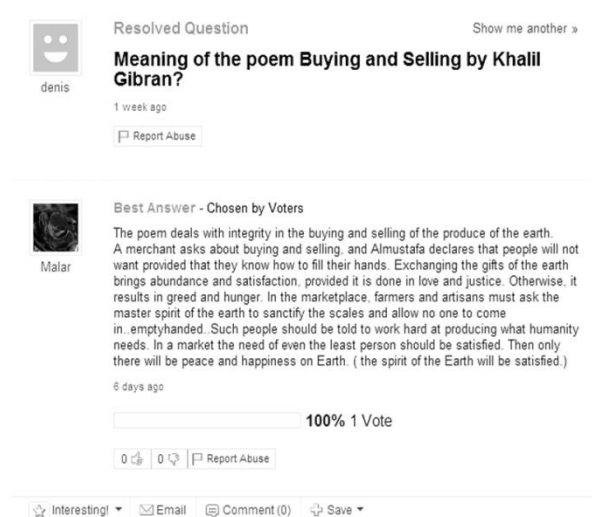 Resolved Question
Show me another »
Meaning of the poem Buying and Selling by Khalil
Gibran?
denis
1 week ago
Report Abuse
Best Answer - Chosen by Voters
The poem deals with integrity in the buying and selling of the produce of the earth.
A merchant asks about buying and selling, and Almustafa declares that people will not
want provided that they know how to fill their hands. Exchanging the gifts of the earth
brings abundance and satisfaction, provided it is done in love and justice. Otherwise, it
results in greed and hunger. In the marketplace, farmers and artisans must ask the
master spirit of the earth to sanctify the scales and allow no one to come
in..emptyhanded..Such people should be told to work hard at producing what humanity
needs. In a market the need of even the least person should be satisfied. Then only
there will be peace and happiness on Earth. ( the spirit of the Earth will be satisfied.)
Malar
6 days ago
100% 1 Vote
0 0 Report Abuse
Interesting! Email Comment (0) Save